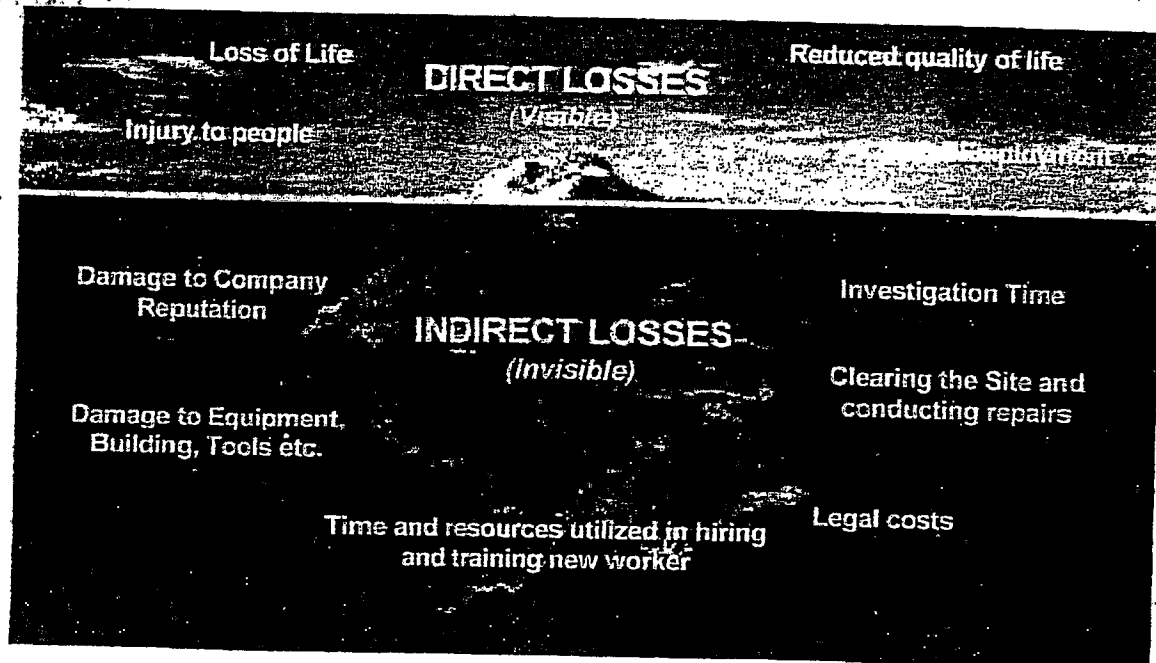 Loss of Life
DIRECT LOSSES
(Visible)
Reduced quality of life
Injury to people
Employment
Damage to Company
Reputation
INDIRECT LOSSES
(Invisible)
Investigation Time
Damage to Equipment,
Building, Tools etc.
Clearing the Site and
conducting repairs
Time and resources utilized in hiring
and training new worker
Legal costs